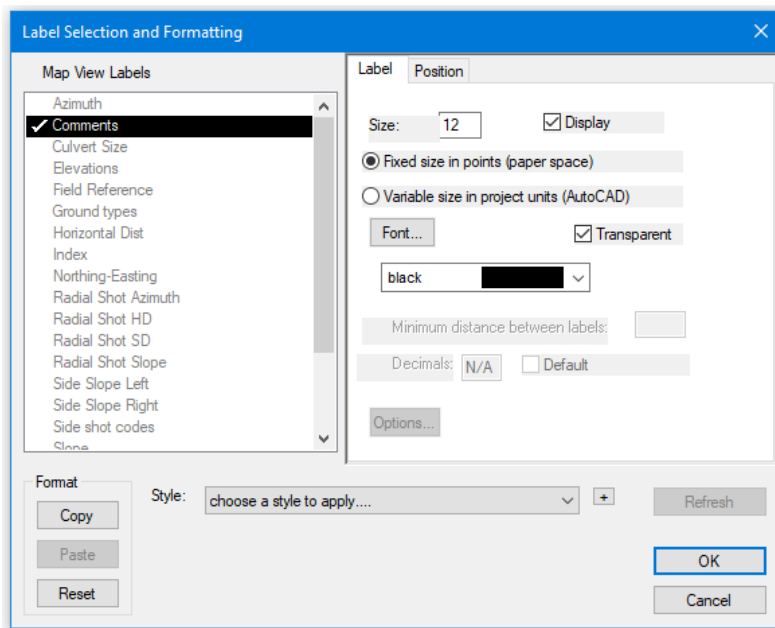 Label Selection and Formatting
Map View Labels
Azimuth
Comments
Culvert Size
Elevations
Field Reference
Ground types
Horizontal Dist
Index
Northing-Easting
Radial Shot Azimuth
Radial Shot HD
Radial Shot SD
Radial Shot Slope
Side Slope Left
Side Slope Right
Side shot codes
Slope
Label Position
Size: 12 Display
Fixed size in points (paper space)
Variable size in project units (AutoCAD)
Font... Transparent
black
Minimum distance between labels:
Decimals: N/A Default
Options...
Format
Copy
Paste
Reset
Style: choose a style to apply.... +
Refresh
OK
Cancel